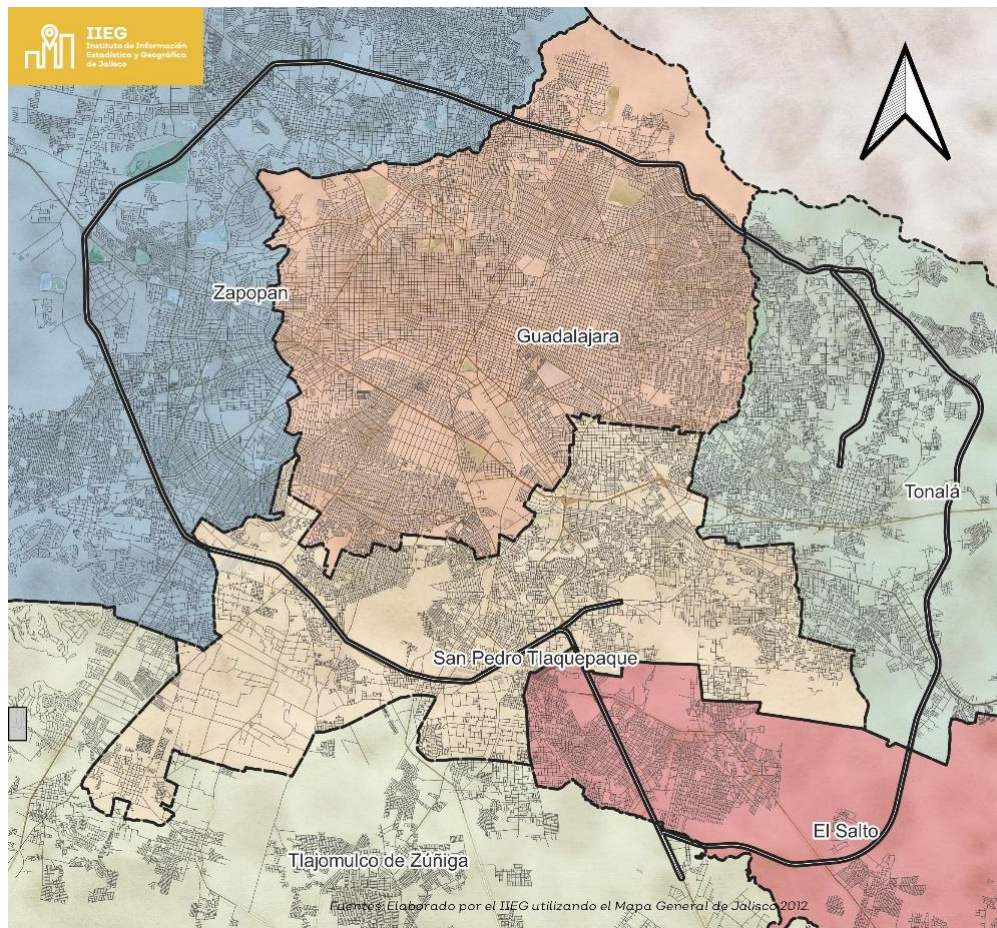 IIEG
Instituto de Información
Estadística y Geográfica
de Jalisco
Zapopan
Guadalajara
Tonalá
San Pedro Tlaquepaque
El Salto
Tlajomulco de Zúñiga
Fuentes: Elaborado por el IIEG utilizando el Mapa General de Jalisco 2012.